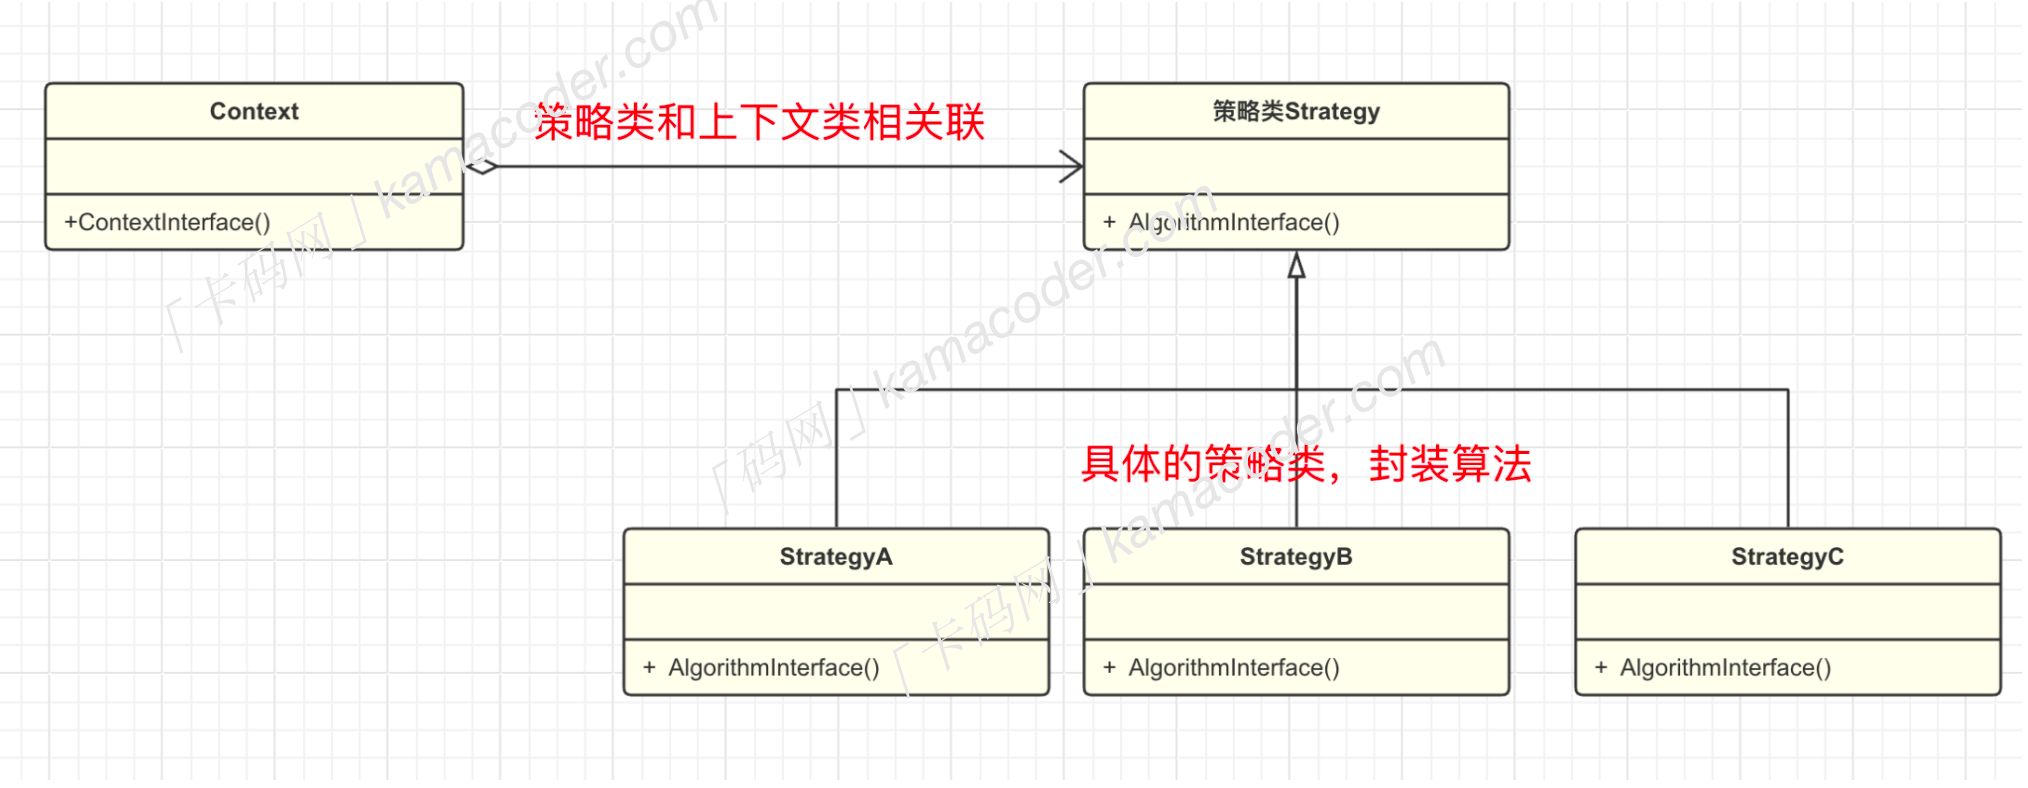 Context
策略类和上下文类相关联
策略类Strategy
+ContextInterface()
+ AlgorithmInterface()
具体的策略类，封装算法
StrategyA
StrategyB
StrategyC
+ AlgorithmInterface()
+ AlgorithmInterface()
+ AlgorithmInterface()
「卡码网」kamacoder.com
「码网」kamacoder.com
「卡码网」kamacoder.com